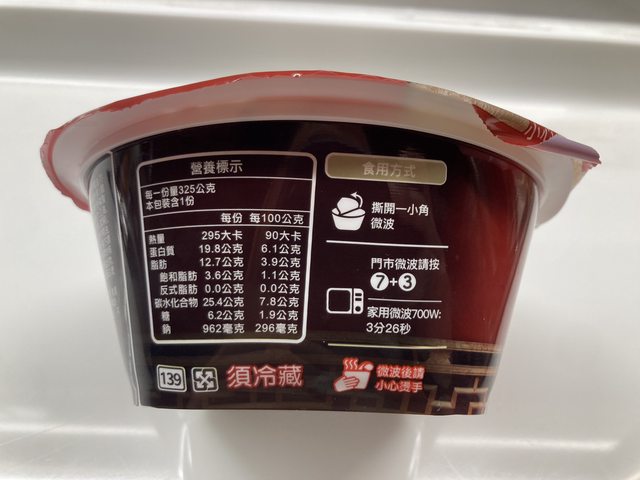 營養標示
每一份量325公克
本包裝含1份
每份 每100公克
熱量 295大卡 90大卡
蛋白質 19.8公克 6.1公克
脂肪 12.7公克 3.9公克
飽和脂肪 3.6公克 1.1公克
反式脂肪 0.0公克 0.0公克
碳水化合物 25.4公克 7.8公克
糖 6.2公克 1.9公克
鈉 962毫克 296毫克
139
須冷藏
食用方式
撕開一小角
微波
門市微波請按
7+3
家用微波700W:
3分26秒
微波後請
小心燙手